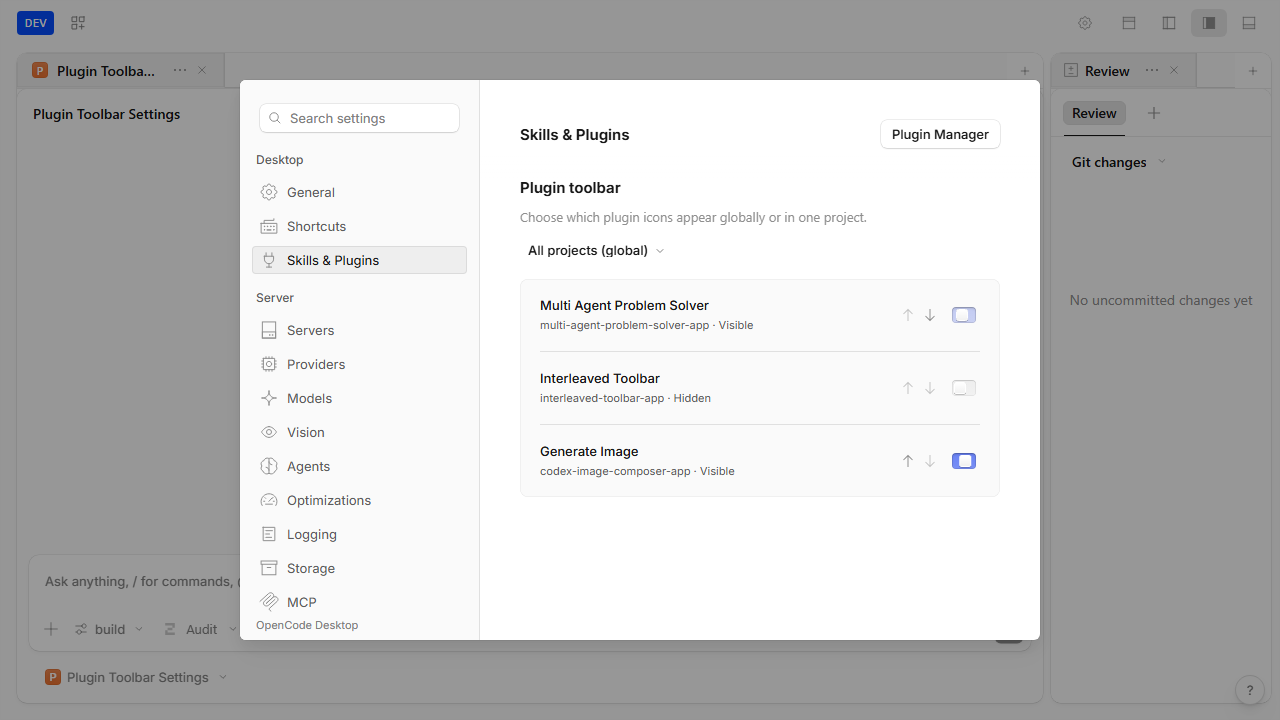 DEV
P Plugin Toolba...
Review
Plugin Toolbar Settings
Review
Git changes
No uncommitted changes yet
Search settings
Desktop
General
Shortcuts
Skills & Plugins
Server
Servers
Providers
Models
Vision
Agents
Optimizations
Logging
Storage
MCP
OpenCode Desktop
Skills & Plugins
Plugin Manager
Plugin toolbar
Choose which plugin icons appear globally or in one project.
All projects (global)
Multi Agent Problem Solver
multi-agent-problem-solver-app · Visible
Interleaved Toolbar
interleaved-toolbar-app · Hidden
Generate Image
codex-image-composer-app · Visible
Ask anything, / for commands,
build
Audit
P Plugin Toolbar Settings
?